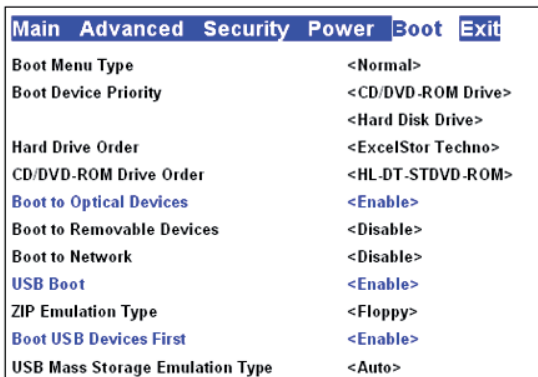 Main Advanced Security Power Boot Exit
Boot Menu Type <Normal>
Boot Device Priority <CD/DVD-ROM Drive>
<Hard Disk Drive>
Hard Drive Order <ExcelStor Techno>
CD/DVD-ROM Drive Order <HL-DT-STDVD-ROM>
Boot to Optical Devices <Enable>
Boot to Removable Devices <Disable>
Boot to Network <Disable>
USB Boot <Enable>
ZIP Emulation Type <Floppy>
Boot USB Devices First <Enable>
USB Mass Storage Emulation Type <Auto>